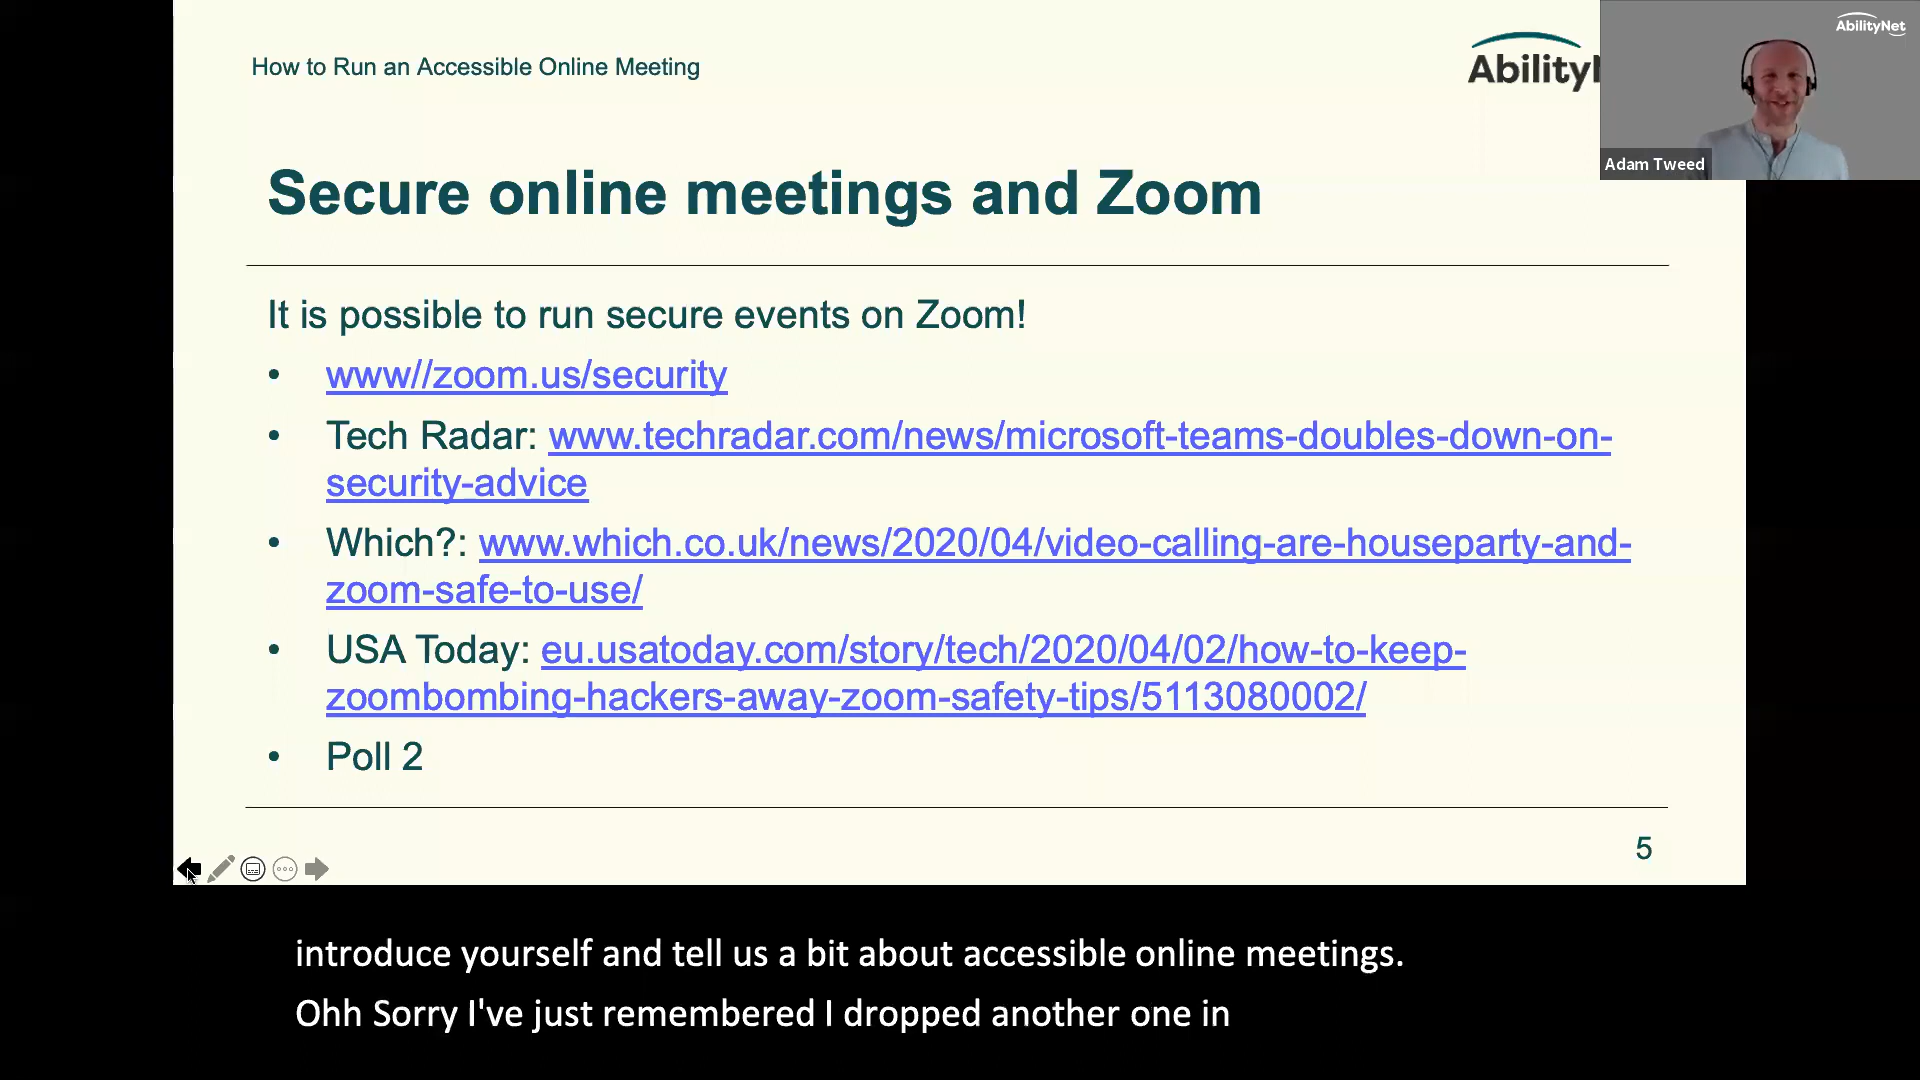 How to Run an Accessible Online Meeting
Ability
AbilityNet
Adam Tweed
Secure online meetings and Zoom
It is possible to run secure events on Zoom!
• www//zoom.us/security
• Tech Radar: www.techradar.com/news/microsoft-teams-doubles-down-on-
security-advice
• Which?: www.which.co.uk/news/2020/04/video-calling-are-houseparty-and-
zoom-safe-to-use/
• USA Today: eu.usatoday.com/story/tech/2020/04/02/how-to-keep-
zoombombing-hackers-away-zoom-safety-tips/5113080002/
• Poll 2
5
introduce yourself and tell us a bit about accessible online meetings.
Ohh Sorry I've just remembered I dropped another one in